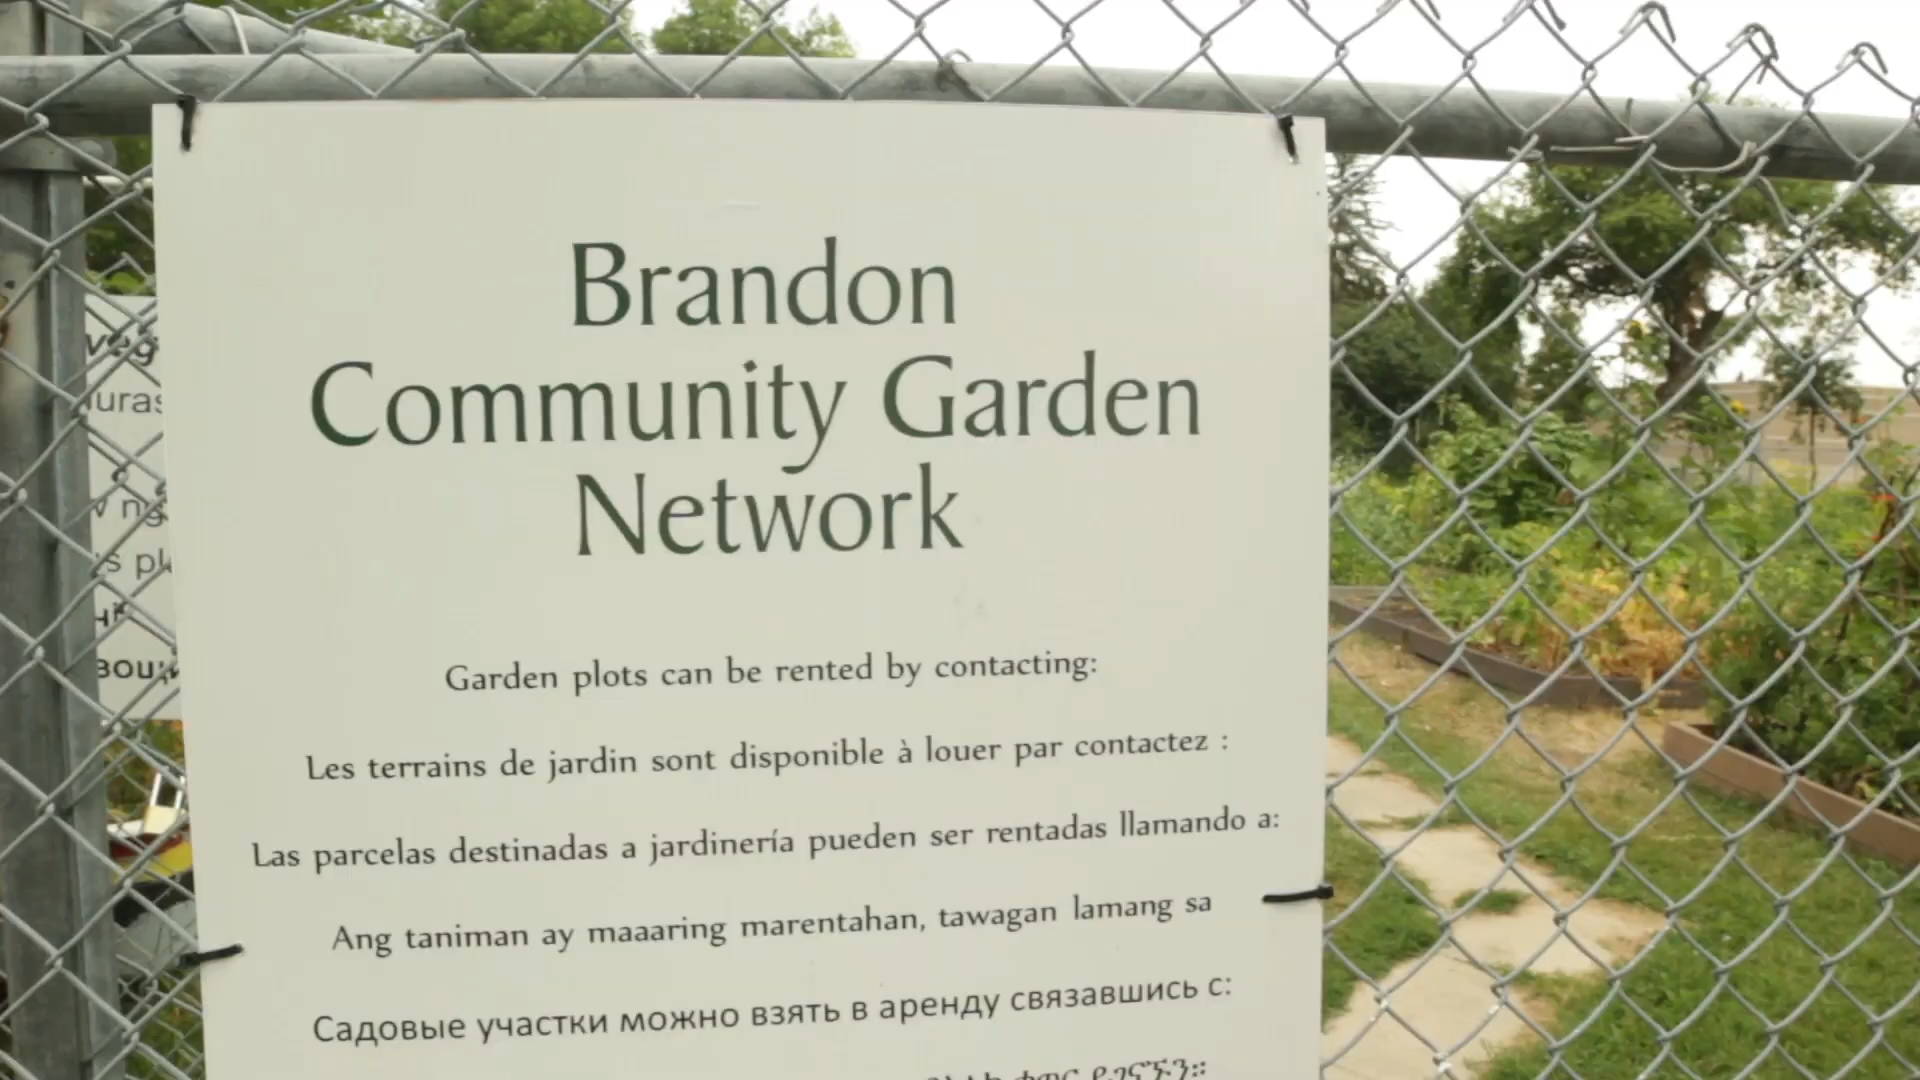 Brandon
Community Garden
Network
Garden plots can be rented by contacting:
Les terrains de jardin sont disponible à louer par contactez :
Las parcelas destinadas a jardinería pueden ser rentadas llamando a:
Ang taniman ay maaaring marentahan, tawagan lamang sa
Садовые участки можно взять в аренду связавшись с: